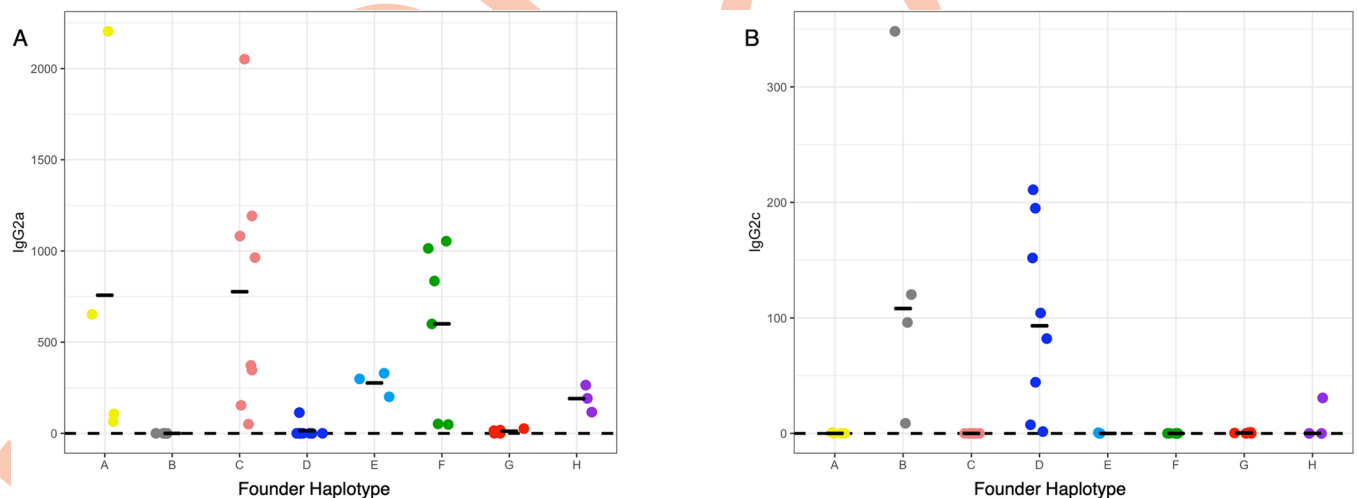 A
2000
1500
1000
500
0
IgG2a
A B C D E F G H
Founder Haplotype
B
300
200
100
0
IgG2c
A B C D E F G H
Founder Haplotype